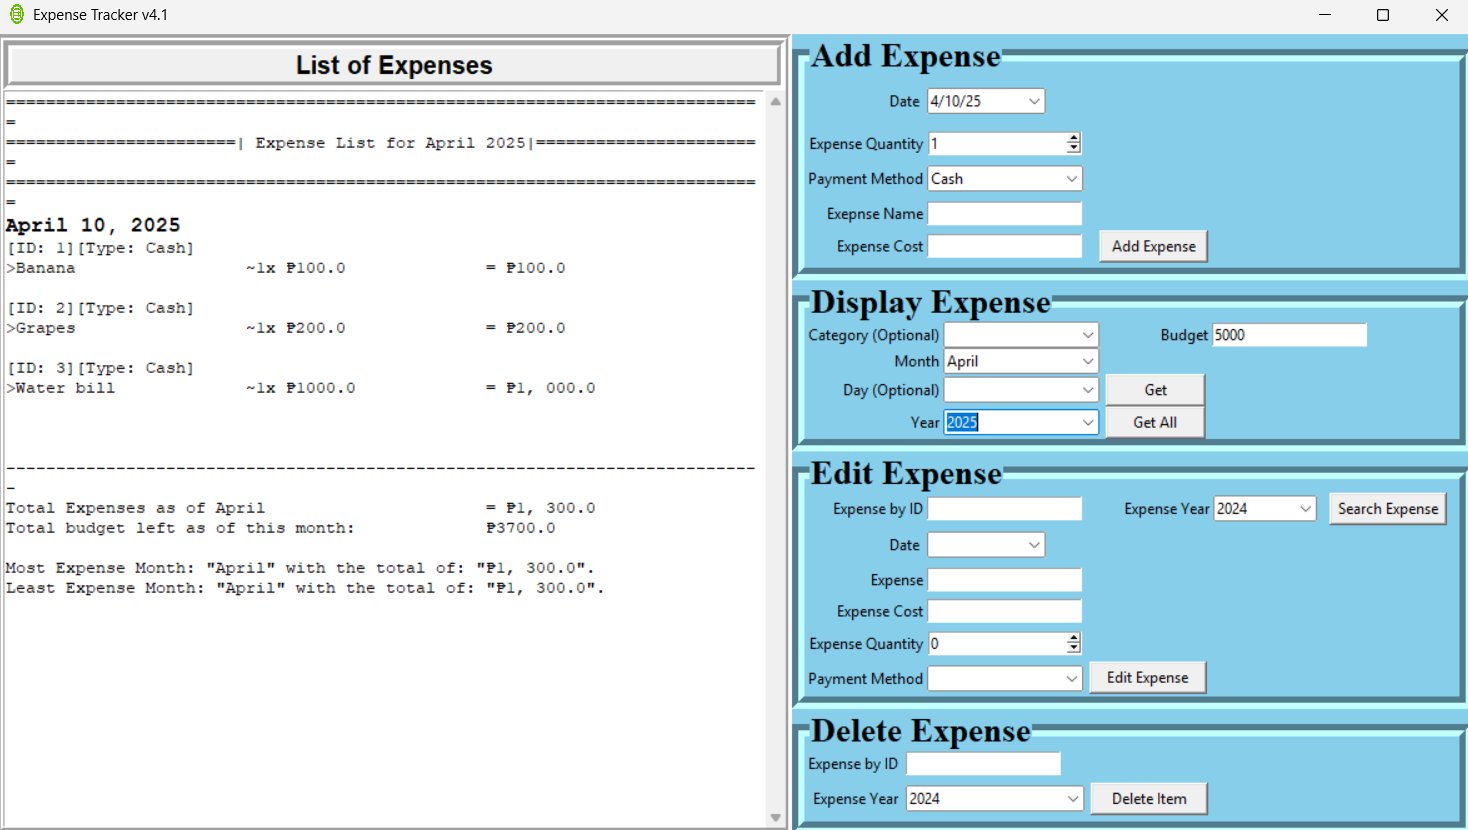 Expense Tracker v4.1
List of Expenses
===========================================================================
=
=======================| Expense List for April 2025|======================
=
===========================================================================
=
April 10, 2025
[ID: 1][Type: Cash]
>Banana ~1x ₱100.0 = ₱100.0
[ID: 2][Type: Cash]
>Grapes ~1x ₱200.0 = ₱200.0
[ID: 3][Type: Cash]
>Water bill ~1x ₱1000.0 = ₱1, 000.0
---------------------------------------------------------------------------
-
Total Expenses as of April = ₱1, 300.0
Total budget left as of this month: ₱3700.0
Most Expense Month: "April" with the total of: "₱1, 300.0".
Least Expense Month: "April" with the total of: "₱1, 300.0".
Add Expense
Date 4/10/25
Expense Quantity 1
Payment Method Cash
Exepnse Name
Expense Cost Add Expense
Display Expense
Category (Optional) Budget 5000
Month April
Day (Optional) Get
Year 2025 Get All
Edit Expense
Expense by ID Expense Year 2024 Search Expense
Date
Expense
Expense Cost
Expense Quantity 0
Payment Method Edit Expense
Delete Expense
Expense by ID
Expense Year 2024 Delete Item